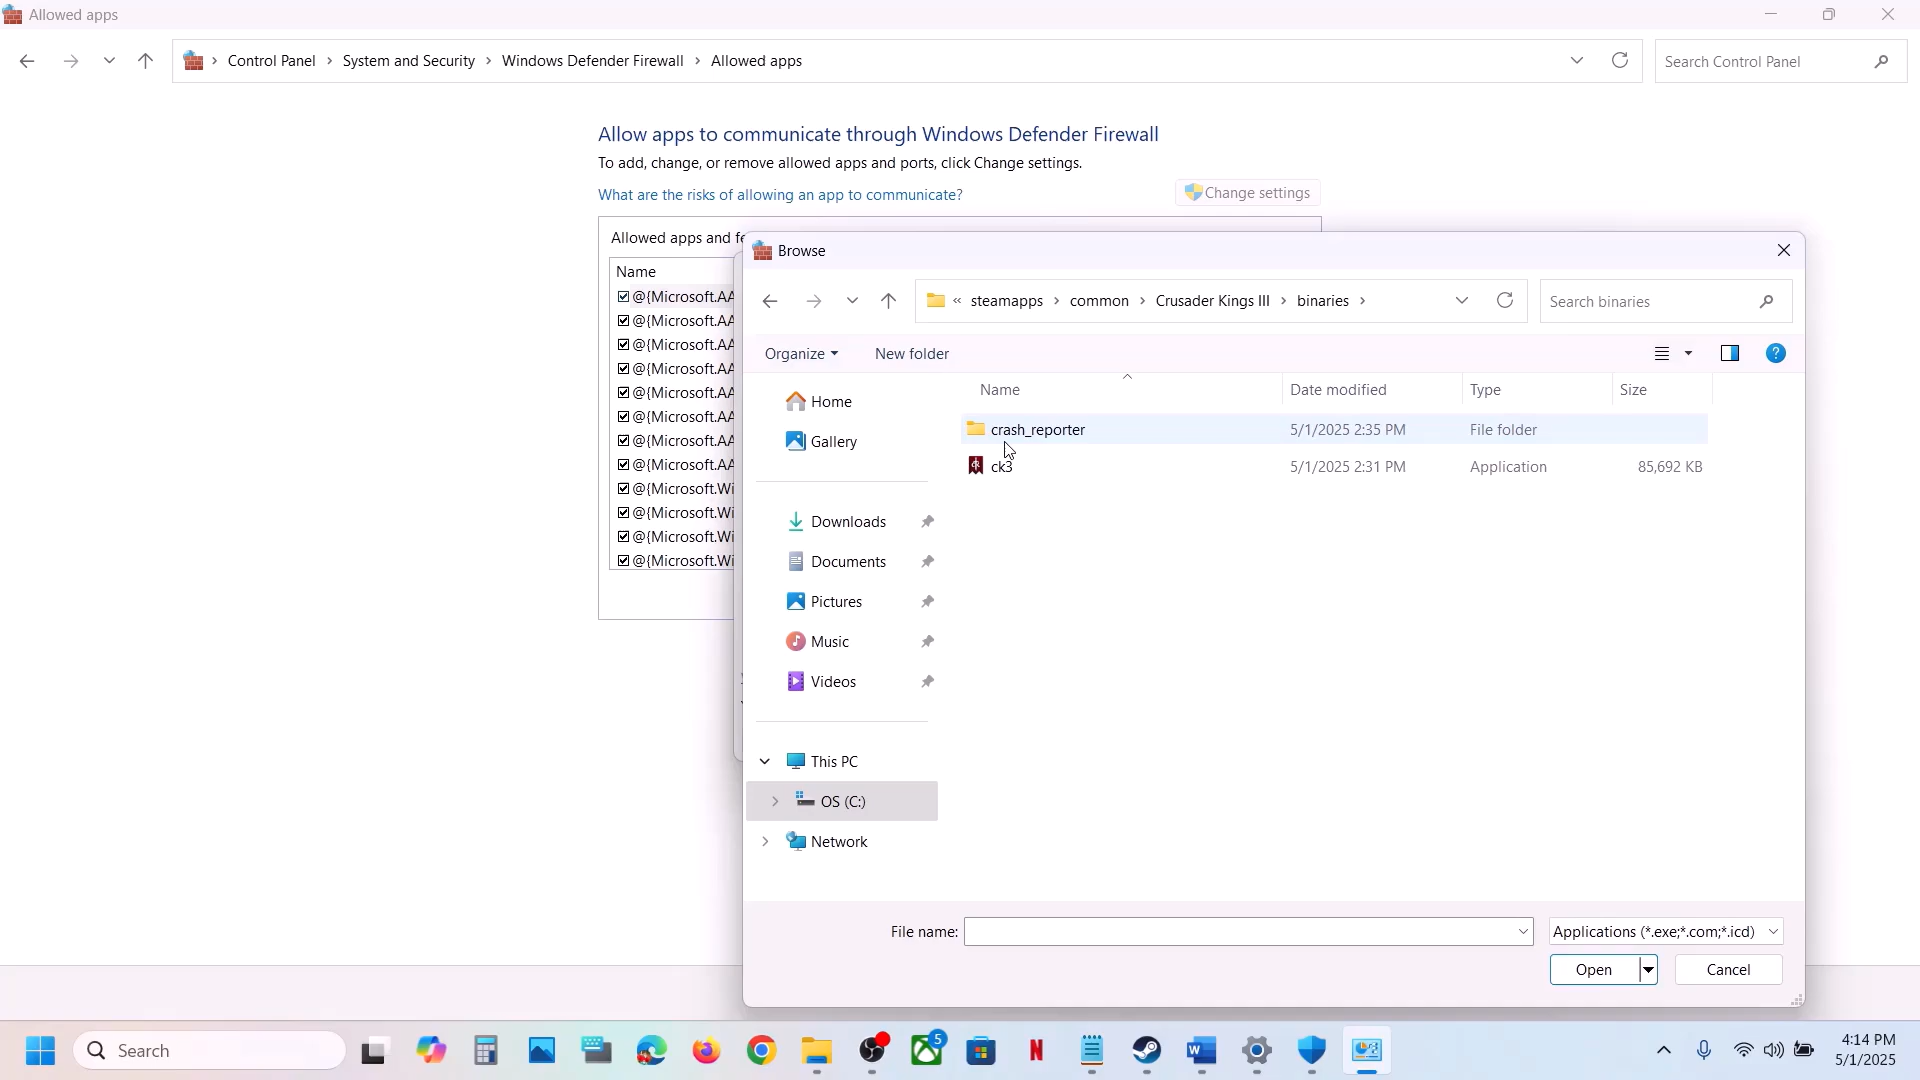 Allowed apps
Control Panel > System and Security > Windows Defender Firewall > Allowed apps
Search Control Panel
Allow apps to communicate through Windows Defender Firewall
To add, change, or remove allowed apps and ports, click Change settings.
What are the risks of allowing an app to communicate?
Change settings
Allowed apps and fe
Name
@{Microsoft.AA
@{Microsoft.AA
@{Microsoft.AA
@{Microsoft.AA
@{Microsoft.AA
@{Microsoft.AA
@{Microsoft.AA
@{Microsoft.AA
@{Microsoft.Wi
@{Microsoft.Wi
@{Microsoft.Wi
@{Microsoft.Wi
Browse
« steamapps > common > Crusader Kings III > binaries >
Search binaries
Organize
New folder
Name
Date modified
Type
Size
crash_reporter
5/1/2025 2:35 PM
File folder
ck3
5/1/2025 2:31 PM
Application
85,692 KB
Home
Gallery
Downloads
Documents
Pictures
Music
Videos
This PC
OS (C:)
Network
File name:
Applications (*.exe;*.com;*.icd)
Open
Cancel
Search
5
4:14 PM
5/1/2025